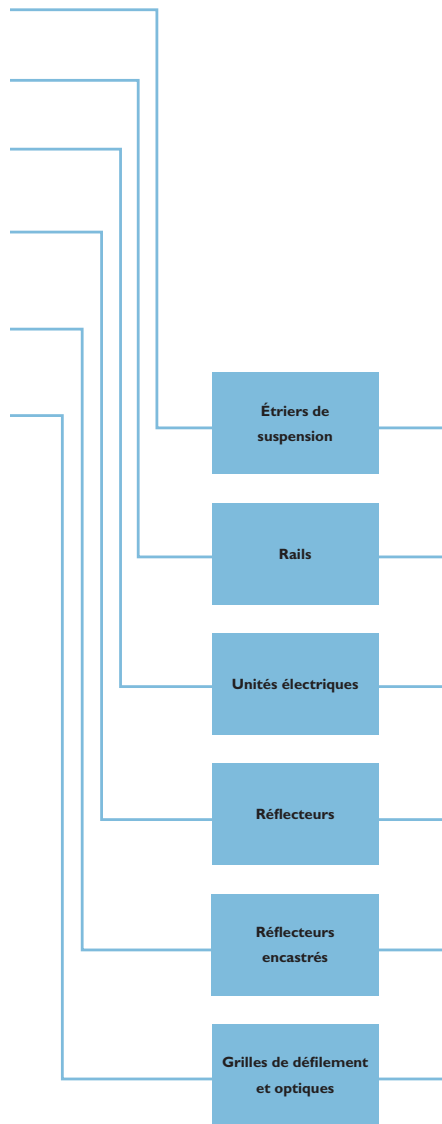 Étriers de
suspension
Rails
Unités électriques
Réflecteurs
Réflecteurs
encastrés
Grilles de défilement
et optiques